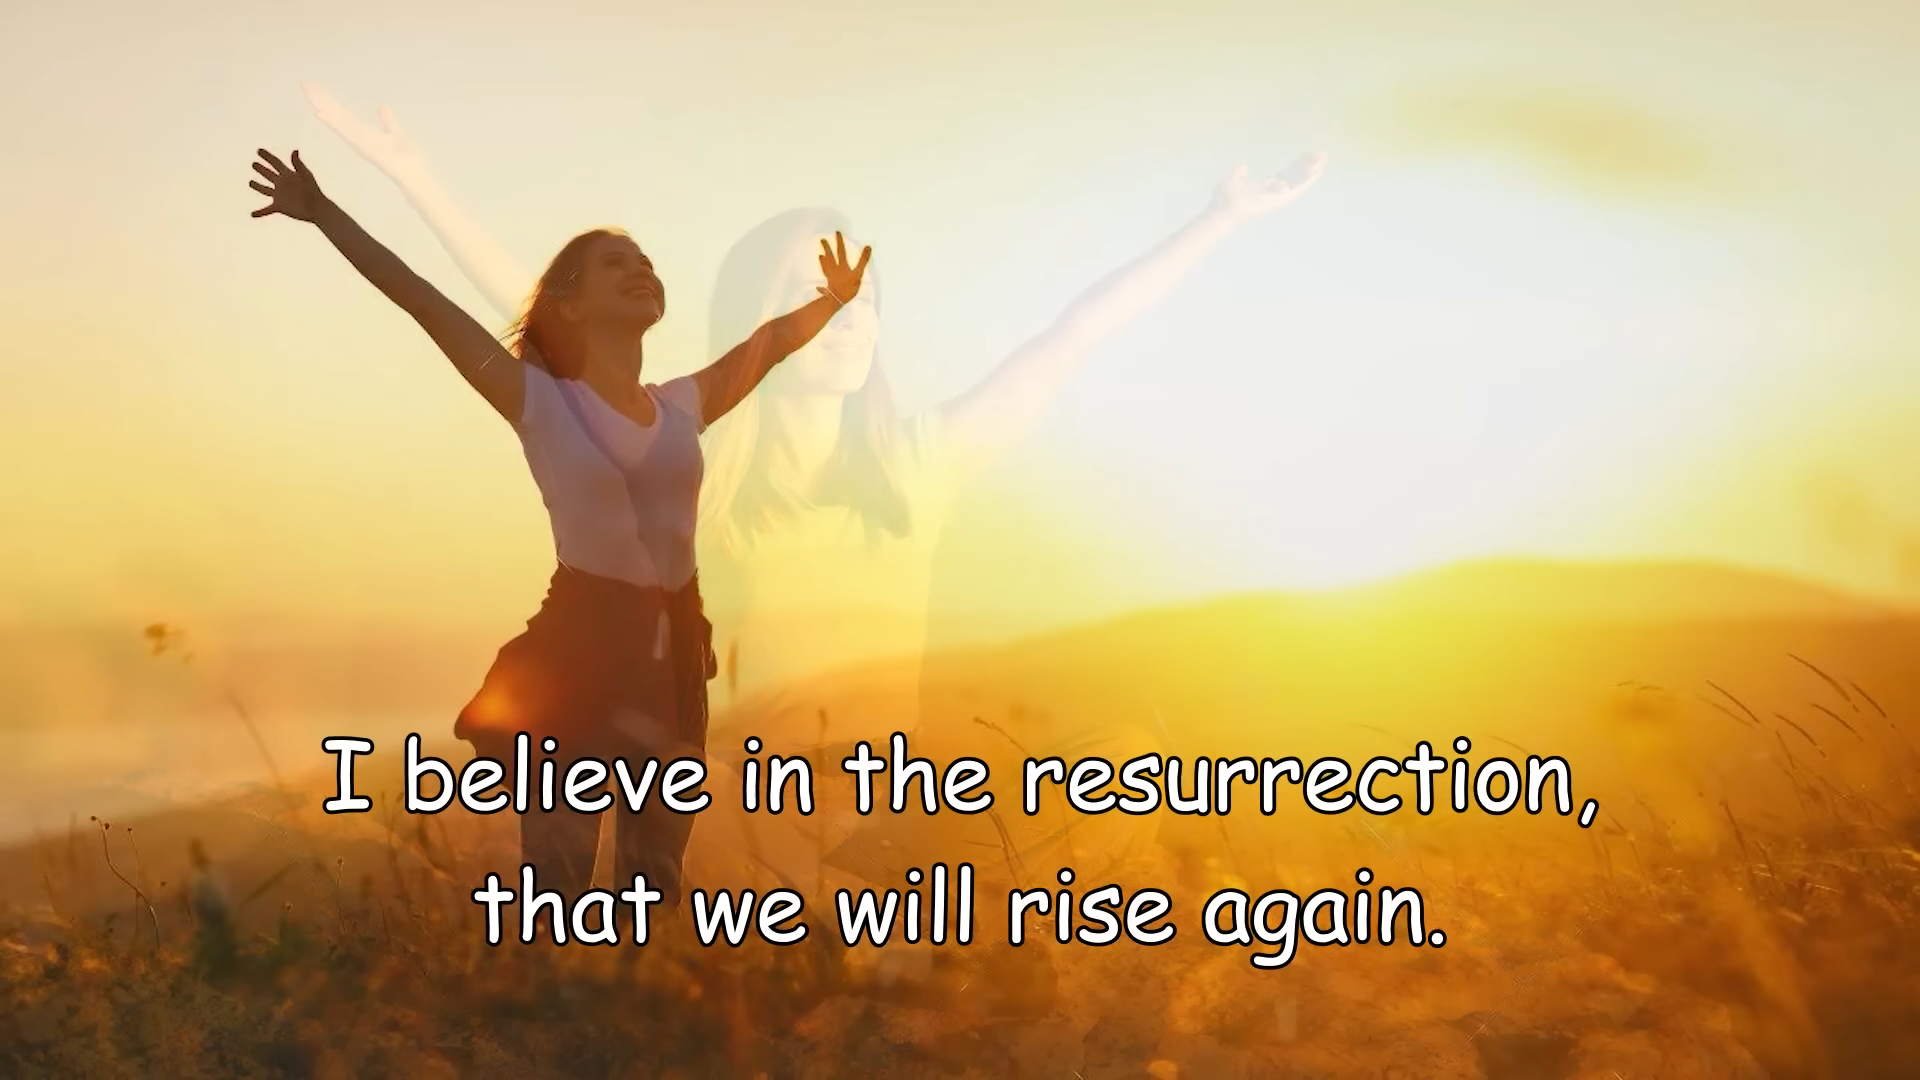 I believe in the resurrection,
that we will rise again.